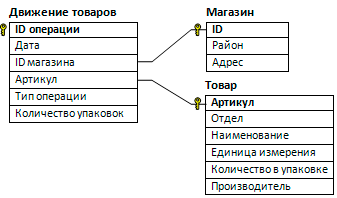 Движение товаров
ID операции
Дата
ID магазина
Артикул
Тип операции
Количество упаковок
Магазин
ID
Район
Адрес
Товар
Артикул
Отдел
Наименование
Единица измерения
Количество в упаковке
Производитель